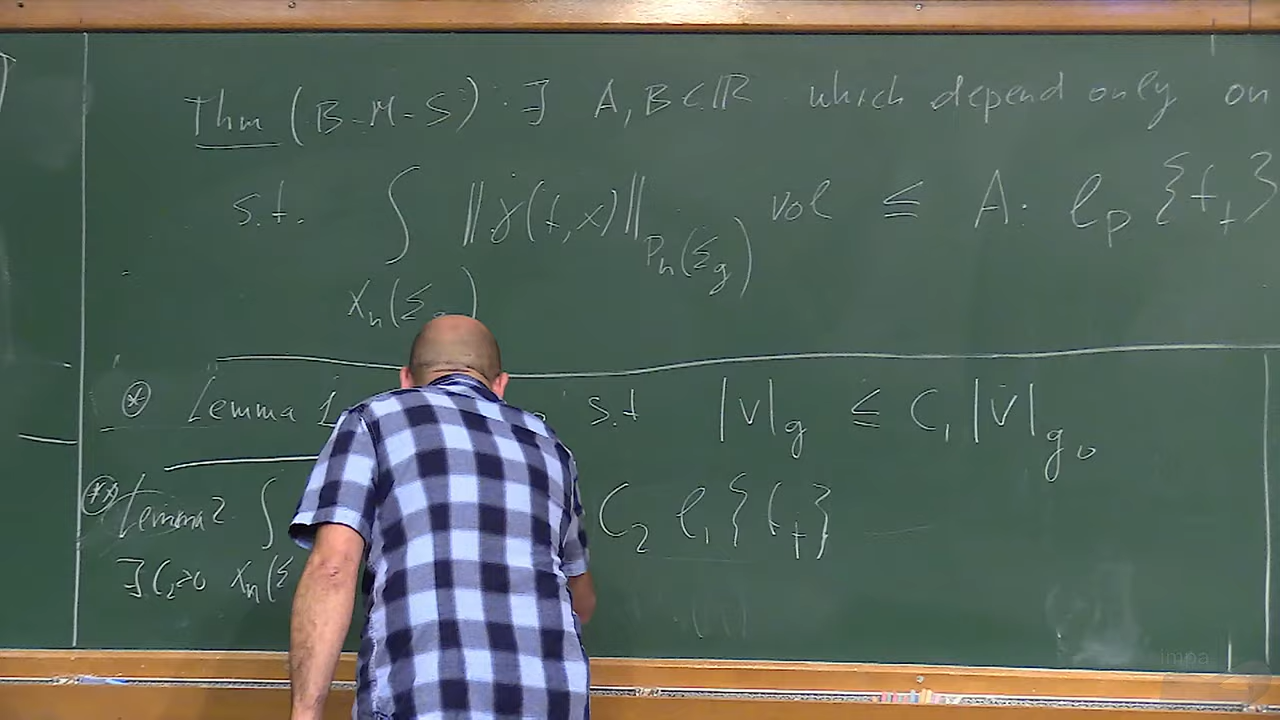 Thm (B-M-S) : ∃ A, B ∈ ℝ which depend only on
s.t. ∫ ‖γ̇(t,x)‖_{P_n(Σ_g)} vol ≤ A · ℓ_p {f_t}
X_n(Σ_g)
⊛ Lemma 1 s.t |v|_g ≤ C_1 |v|_{g_0}
(**) Lemma 2 ∫ C_2 ℓ_1 {f_t}
∃ C_2>0 X_n(Σ
Impa